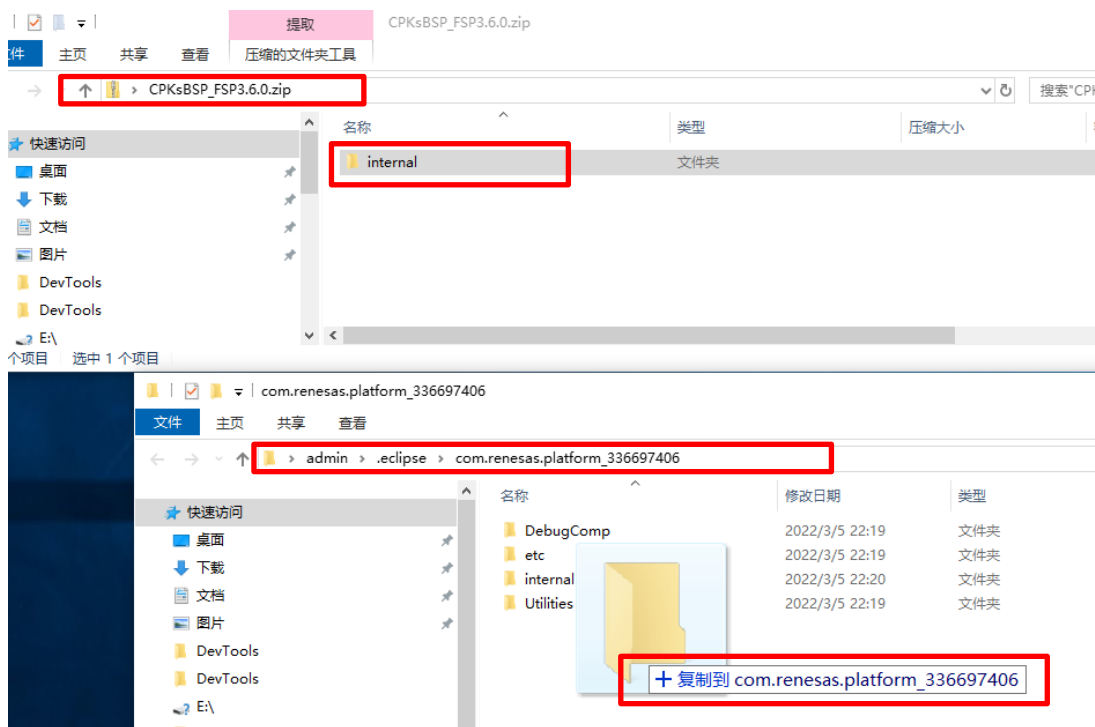 提取 CPKsBSP_FSP3.6.0.zip
件 主页 共享 查看 压缩的文件夹工具
CPKsBSP_FSP3.6.0.zip 搜索"CPK
名称 类型 压缩大小
快速访问
internal 文件夹
桌面
下载
文档
图片
DevTools
DevTools
E:\
个项目 选中 1 个项目
com.renesas.platform_336697406
文件 主页 共享 查看
admin .eclipse com.renesas.platform_336697406
名称 修改日期 类型
快速访问
DebugComp 2022/3/5 22:19 文件夹
桌面
etc 2022/3/5 22:19 文件夹
下载
internal 2022/3/5 22:20 文件夹
文档
Utilities 2022/3/5 22:19 文件夹
图片
DevTools
DevTools
复制到 com.renesas.platform_336697406
E:\